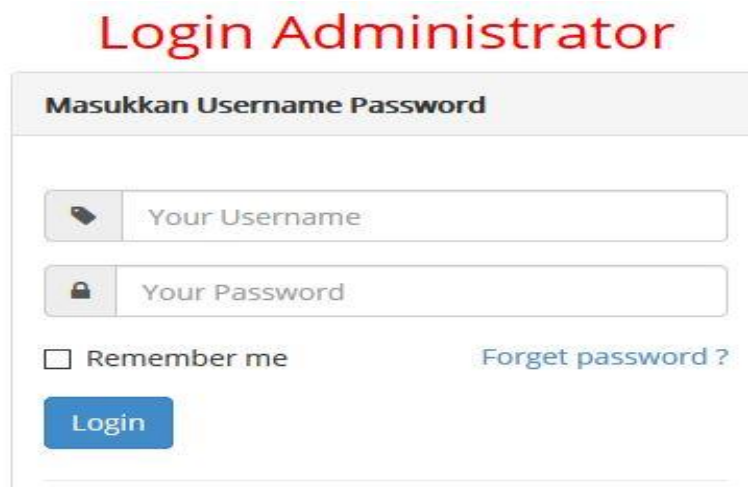 Login Administrator
Masukkan Username Password
Your Username
Your Password
Remember me Forget password ?
Login